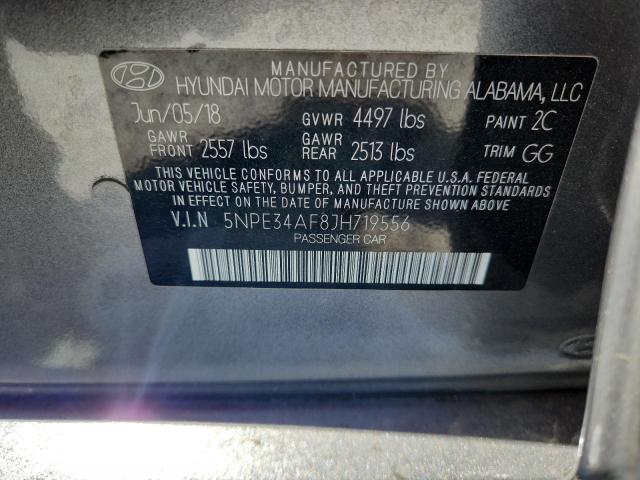 MANUFACTURED BY
HYUNDAI MOTOR MANUFACTURING ALABAMA, LLC
Jun/05/18 GVWR 4497 lbs PAINT 2C
GAWR FRONT 2557 lbs GAWR REAR 2513 lbs TRIM GG
THIS VEHICLE CONFORMS TO ALL APPLICABLE U.S.A. FEDERAL
MOTOR VEHICLE SAFETY, BUMPER, AND THEFT PREVENTION STANDARDS
IN EFFECT ON THE DATE OF MANUFACTURE SHOWN ABOVE.
V.I.N 5NPE34AF8JH719556
PASSENGER CAR